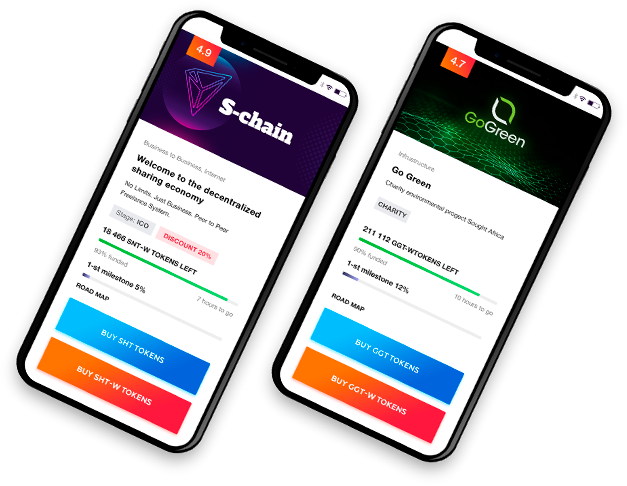 4.9
S-chain
Business to Business, Internet
Welcome to the decentralized
sharing economy
No Limits. Just Business. Peer to Peer
Freelance System.
Stage: ICO
DISCOUNT 20%
18 466 SNT-W TOKENS LEFT
93% funded
7 hours to go
1-st milestone 5%
ROAD MAP
BUY SHT TOKENS
BUY SHT-W TOKENS
4.7
GoGreen
Infrastructure
Go Green
Charity environmental progect Sought Africa
CHARITY
211 112 GGT-WTOKENS LEFT
90% funded
10 hours to go
1-st milestone 12%
ROAD MAP
BUY GGT TOKENS
BUY GGT-W TOKENS